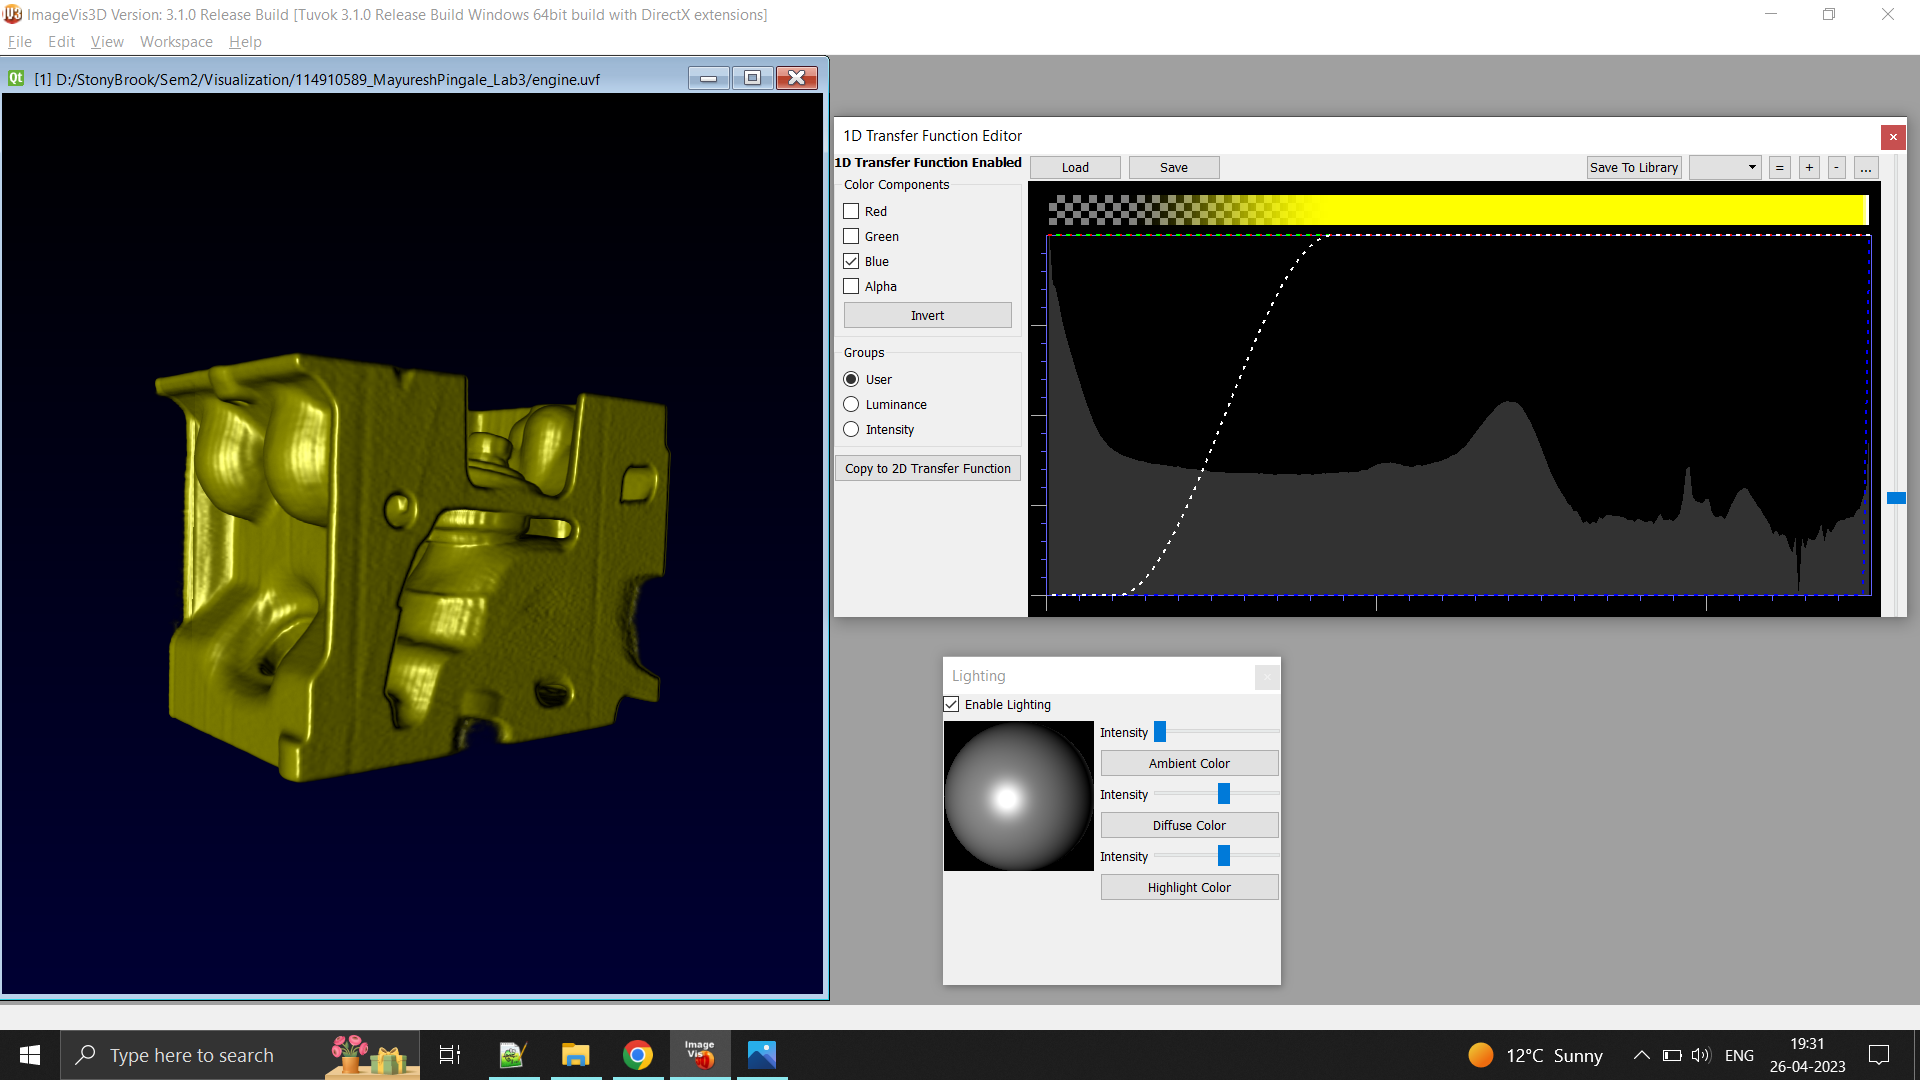 ImageVis3D Version: 3.1.0 Release Build [Tuvok 3.1.0 Release Build Windows 64bit build with DirectX extensions]
File Edit View Workspace Help
[1] D:/StonyBrook/Sem2/Visualization/114910589_MayureshPingale_Lab3/engine.uvf
1D Transfer Function Editor
1D Transfer Function Enabled
Load Save Save To Library = + - ...
Color Components
Red
Green
Blue
Alpha
Invert
Groups
User
Luminance
Intensity
Copy to 2D Transfer Function
Lighting
Enable Lighting
Intensity
Ambient Color
Intensity
Diffuse Color
Intensity
Highlight Color
Type here to search
Image
Vis
12°C Sunny
ENG
19:31
26-04-2023